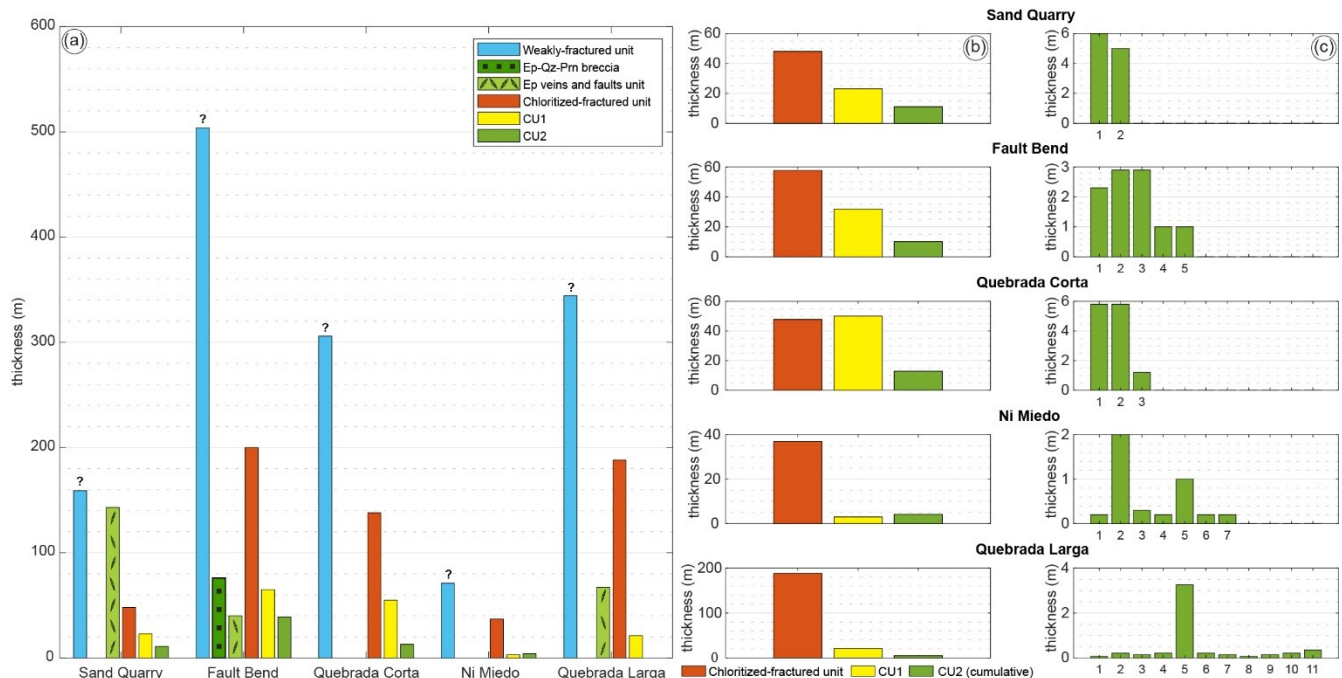 (a)
600
500
400
300
200
100
0
thickness (m)
?
?
?
?
?
Weakly-fractured unit
Ep-Qz-Prn breccia
Ep veins and faults unit
Chloritized-fractured unit
CU1
CU2
Sand Quarry
Fault Bend
Quebrada Corta
Ni Miedo
Quebrada Larga
Sand Quarry
(b)
60
40
20
0
thickness (m)
(c)
6
4
2
0
thickness (m)
1 2
Fault Bend
60
40
20
0
thickness (m)
3
2
1
0
thickness (m)
1 2 3 4 5
Quebrada Corta
60
40
20
0
thickness (m)
6
4
2
0
thickness (m)
1 2 3
Ni Miedo
40
20
0
thickness (m)
2
1
0
thickness (m)
1 2 3 4 5 6 7
Quebrada Larga
200
100
0
thickness (m)
4
2
0
thickness (m)
1 2 3 4 5 6 7 8 9 10 11
Chloritized-fractured unit CU1 CU2 (cumulative)